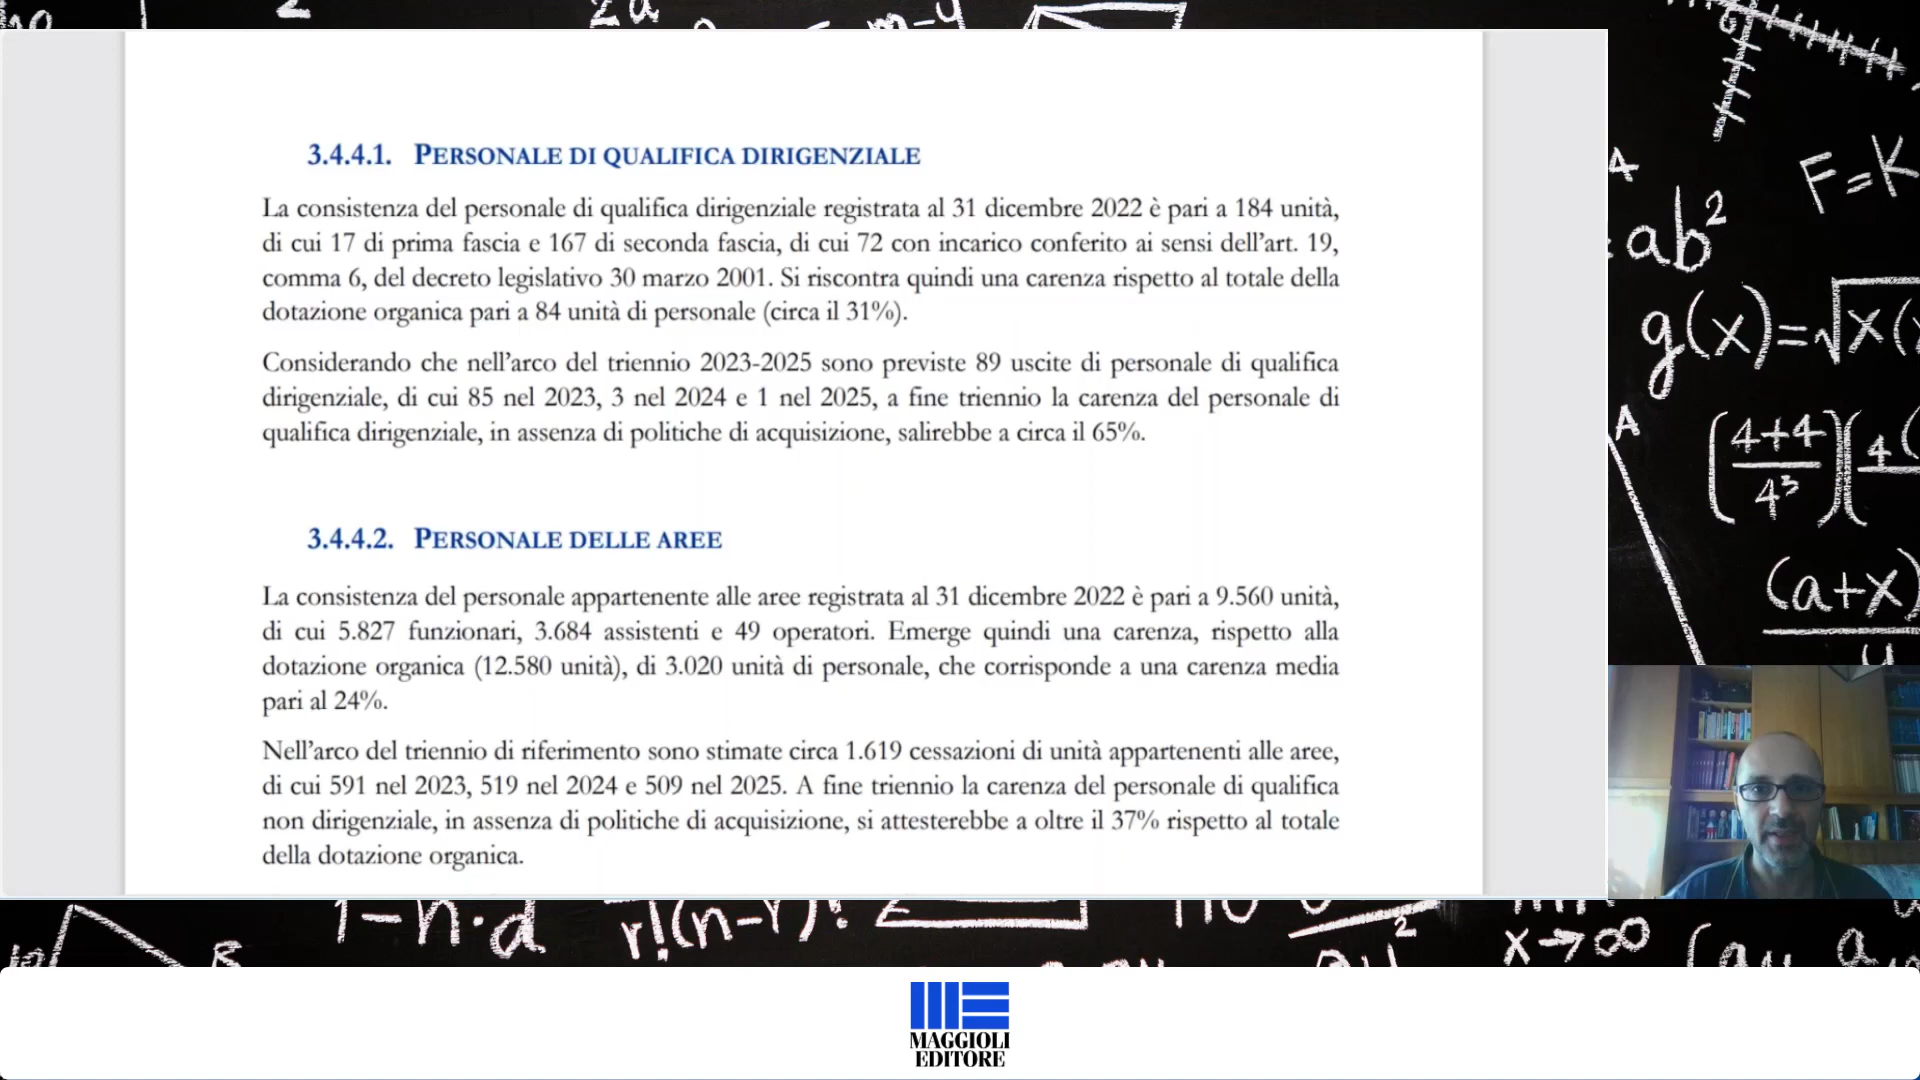 3.4.4.1. PERSONALE DI QUALIFICA DIRIGENZIALE
La consistenza del personale di qualifica dirigenziale registrata al 31 dicembre 2022 è pari a 184 unità,
di cui 17 di prima fascia e 167 di seconda fascia, di cui 72 con incarico conferito ai sensi dell’art. 19,
comma 6, del decreto legislativo 30 marzo 2001. Si riscontra quindi una carenza rispetto al totale della
dotazione organica pari a 84 unità di personale (circa il 31%).
Considerando che nell’arco del triennio 2023-2025 sono previste 89 uscite di personale di qualifica
dirigenziale, di cui 85 nel 2023, 3 nel 2024 e 1 nel 2025, a fine triennio la carenza del personale di
qualifica dirigenziale, in assenza di politiche di acquisizione, salirebbe a circa il 65%.
3.4.4.2. PERSONALE DELLE AREE
La consistenza del personale appartenente alle aree registrata al 31 dicembre 2022 è pari a 9.560 unità,
di cui 5.827 funzionari, 3.684 assistenti e 49 operatori. Emerge quindi una carenza, rispetto alla
dotazione organica (12.580 unità), di 3.020 unità di personale, che corrisponde a una carenza media
pari al 24%.
Nell’arco del triennio di riferimento sono stimate circa 1.619 cessazioni di unità appartenenti alle aree,
di cui 591 nel 2023, 519 nel 2024 e 509 nel 2025. A fine triennio la carenza del personale di qualifica
non dirigenziale, in assenza di politiche di acquisizione, si attesterebbe a oltre il 37% rispetto al totale
della dotazione organica.
F=K
ab²
g(x)=√x(
A
(a+x)
1-n·d
r!(n-r)!
x→∞
MAGGIOLI
EDITORE